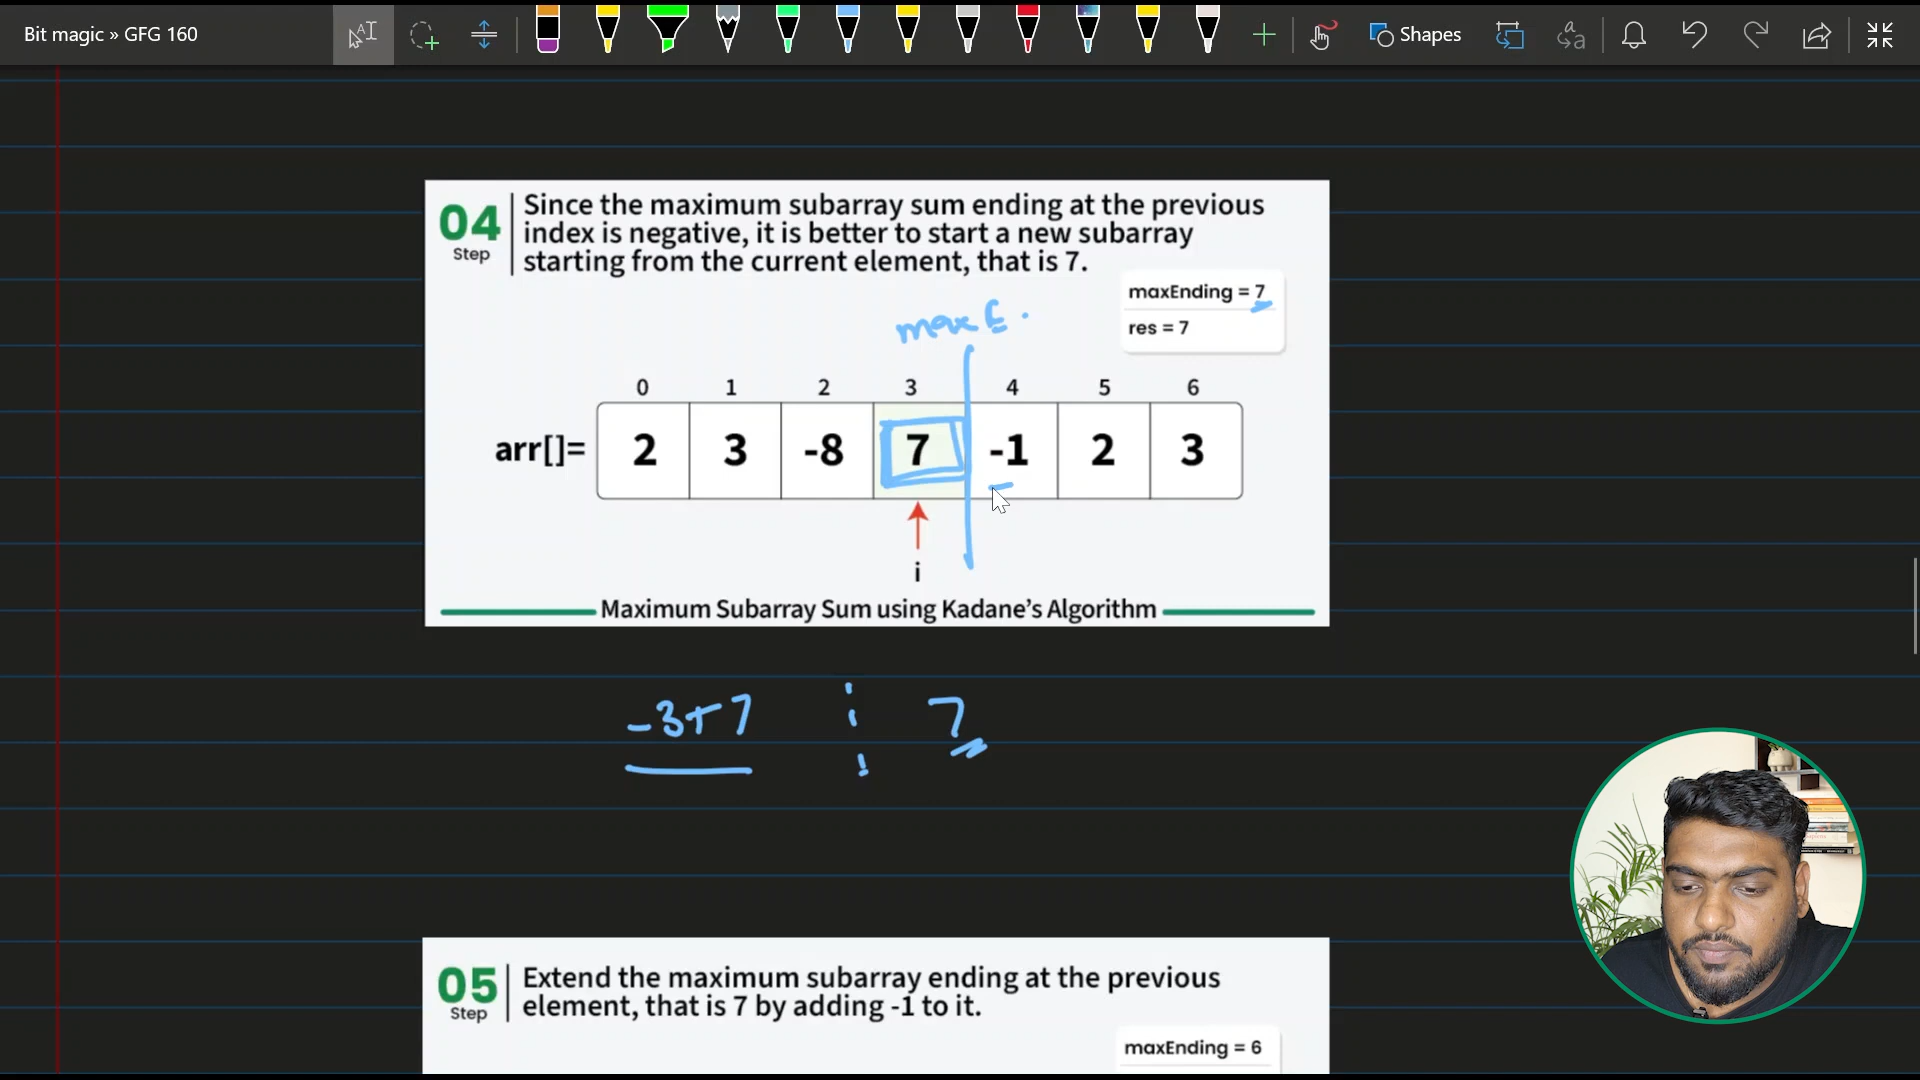 Bit magic » GFG 160
Shapes
04
Step
Since the maximum subarray sum ending at the previous
index is negative, it is better to start a new subarray
starting from the current element, that is 7.
maxEnding = 7
res = 7
max E.
0 1 2 3 4 5 6
arr[]= 2 3 -8 7 -1 2 3
i
Maximum Subarray Sum using Kadane’s Algorithm
-3+7 7
05
Step
Extend the maximum subarray ending at the previous
element, that is 7 by adding -1 to it.
maxEnding = 6